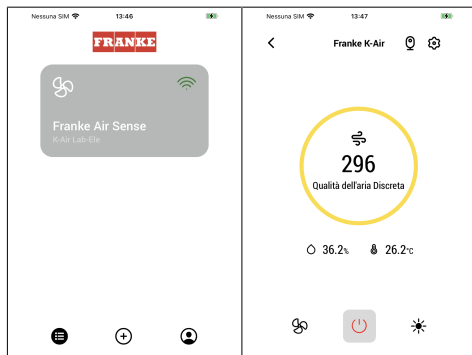 Nessuna SIM 13:46
FRANKE
Franke Air Sense
K-Air Lab-Ele
Nessuna SIM 13:47
Franke K-Air
296
Qualità dell'aria Discreta
36.2% 26.2°C